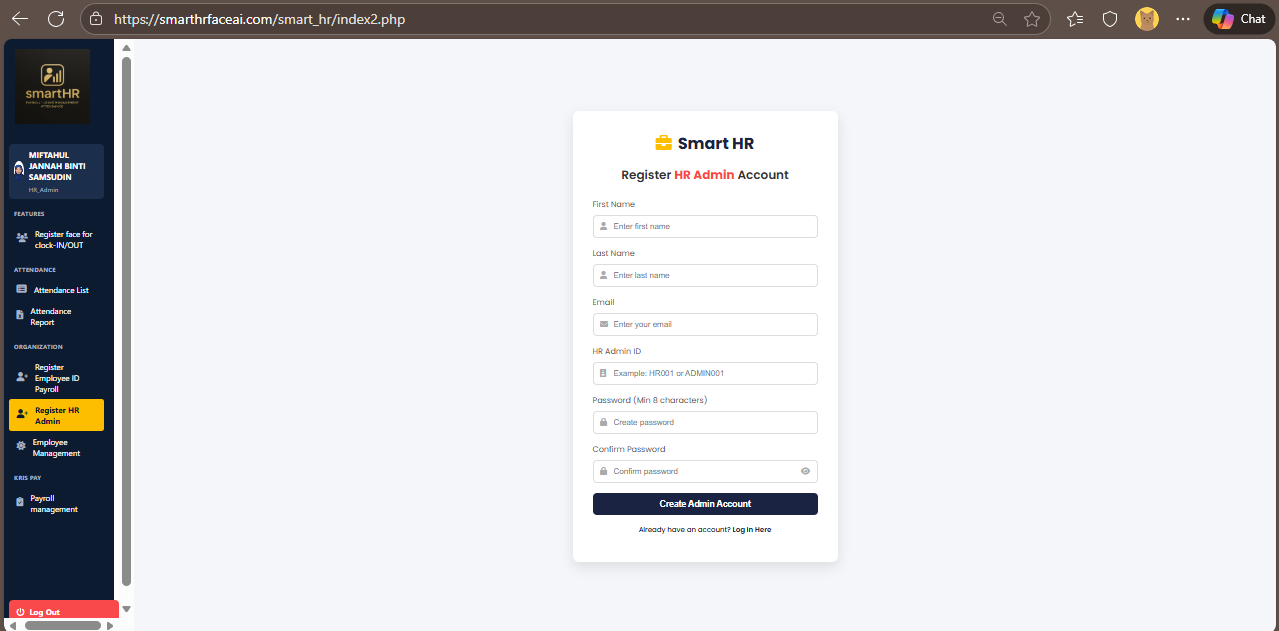 https://smarthrfaceai.com/smart_hr/index2.php
Chat
smartHR
MIFTAHUL
JANNAH BINTI
SAMSUDIN
HR_Admin
FEATURES
Register face for
clock-IN/OUT
ATTENDANCE
Attendance List
Attendance
Report
ORGANIZATION
Register
Employee ID
Payroll
Register HR
Admin
Employee
Management
KRIS PAY
Payroll
management
Log Out
Smart HR
Register HR Admin Account
First Name
Enter first name
Last Name
Enter last name
Email
Enter your email
HR Admin ID
Example: HR001 or ADMIN001
Password (Min 8 characters)
Create password
Confirm Password
Confirm password
Create Admin Account
Already have an account? Log In Here